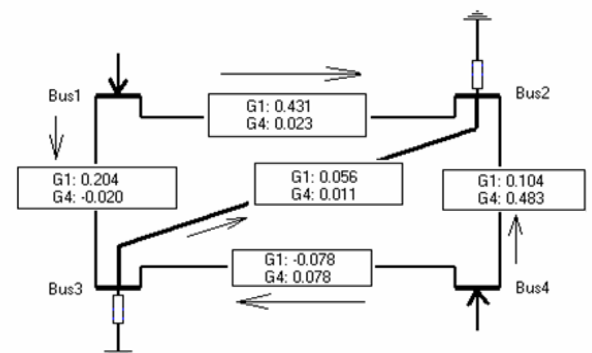 Bus1
Bus2
G1: 0.431
G4: 0.023
G1: 0.204
G4: -0.020
G1: 0.056
G4: 0.011
G1: 0.104
G4: 0.483
G1: -0.078
G4: 0.078
Bus3
Bus4